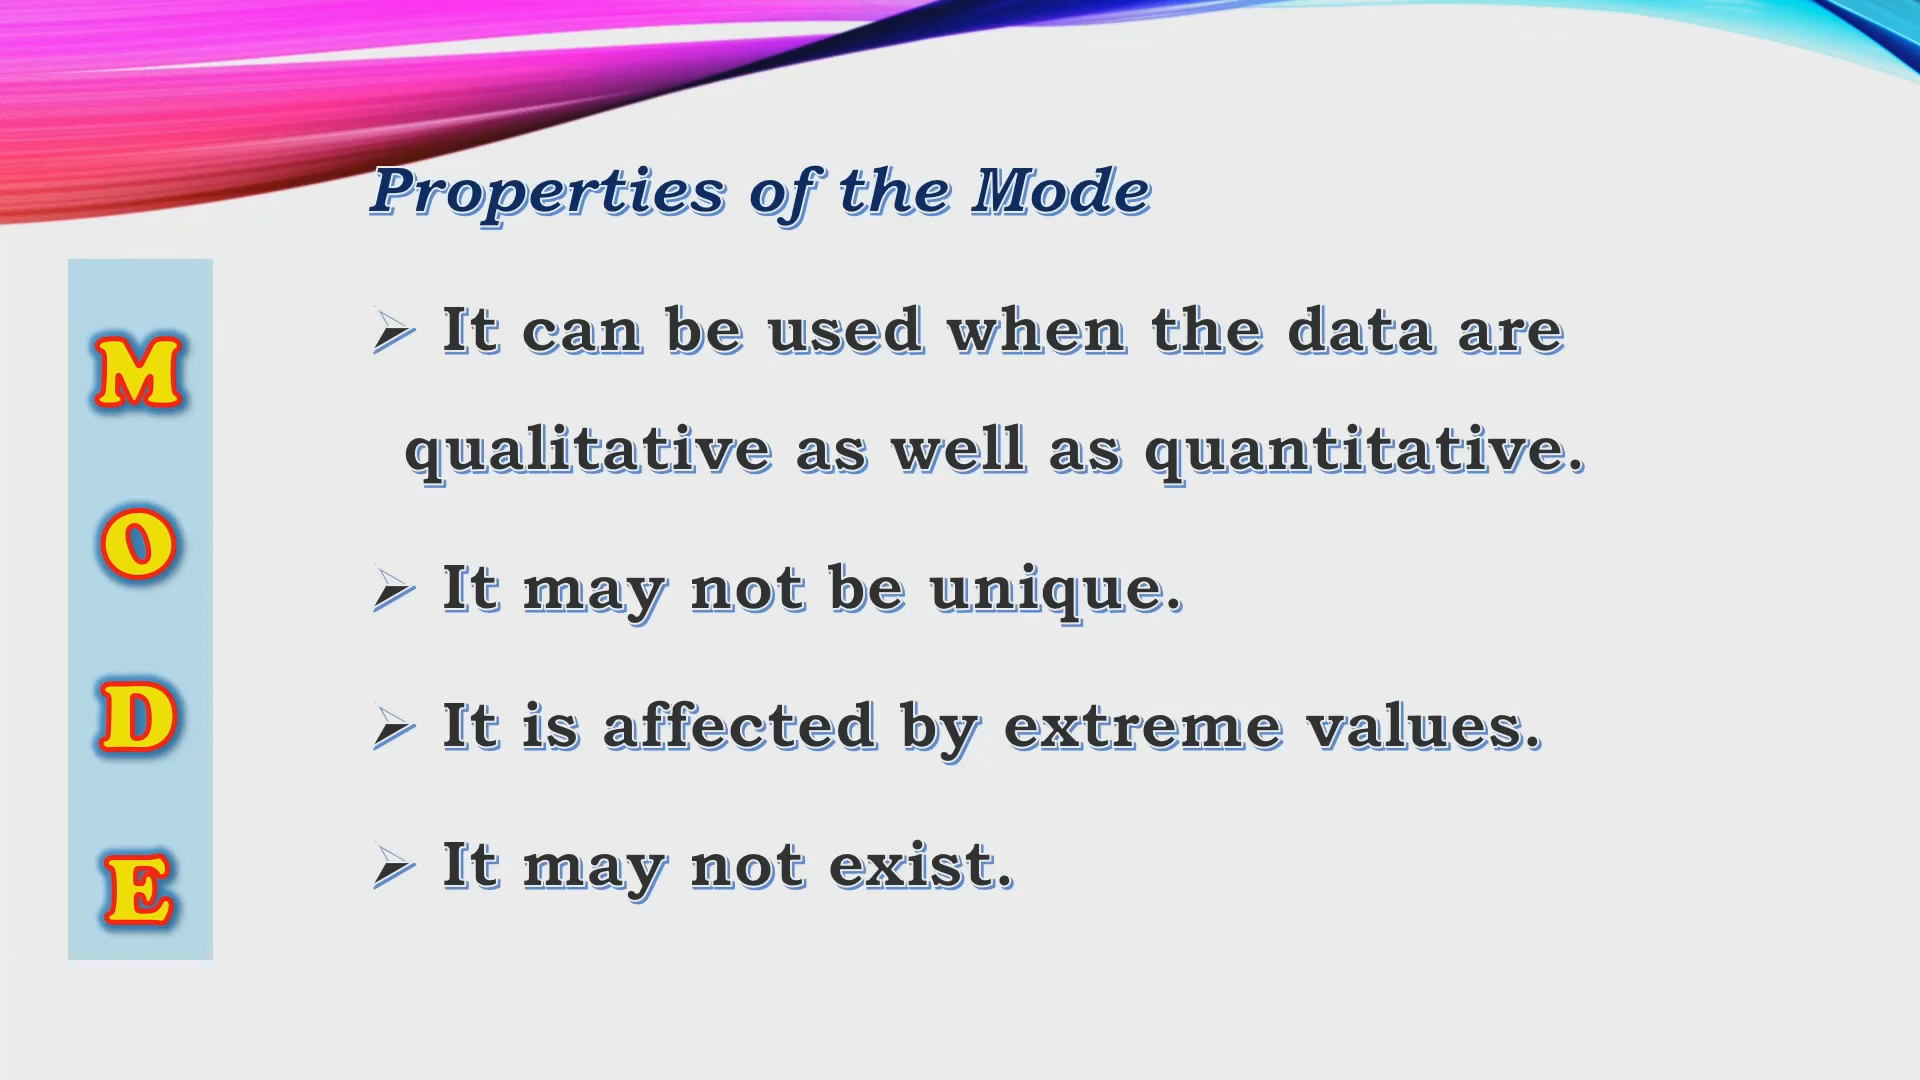 Properties of the Mode
M
O
D
E
➢ It can be used when the data are
qualitative as well as quantitative.
➢ It may not be unique.
➢ It is affected by extreme values.
➢ It may not exist.